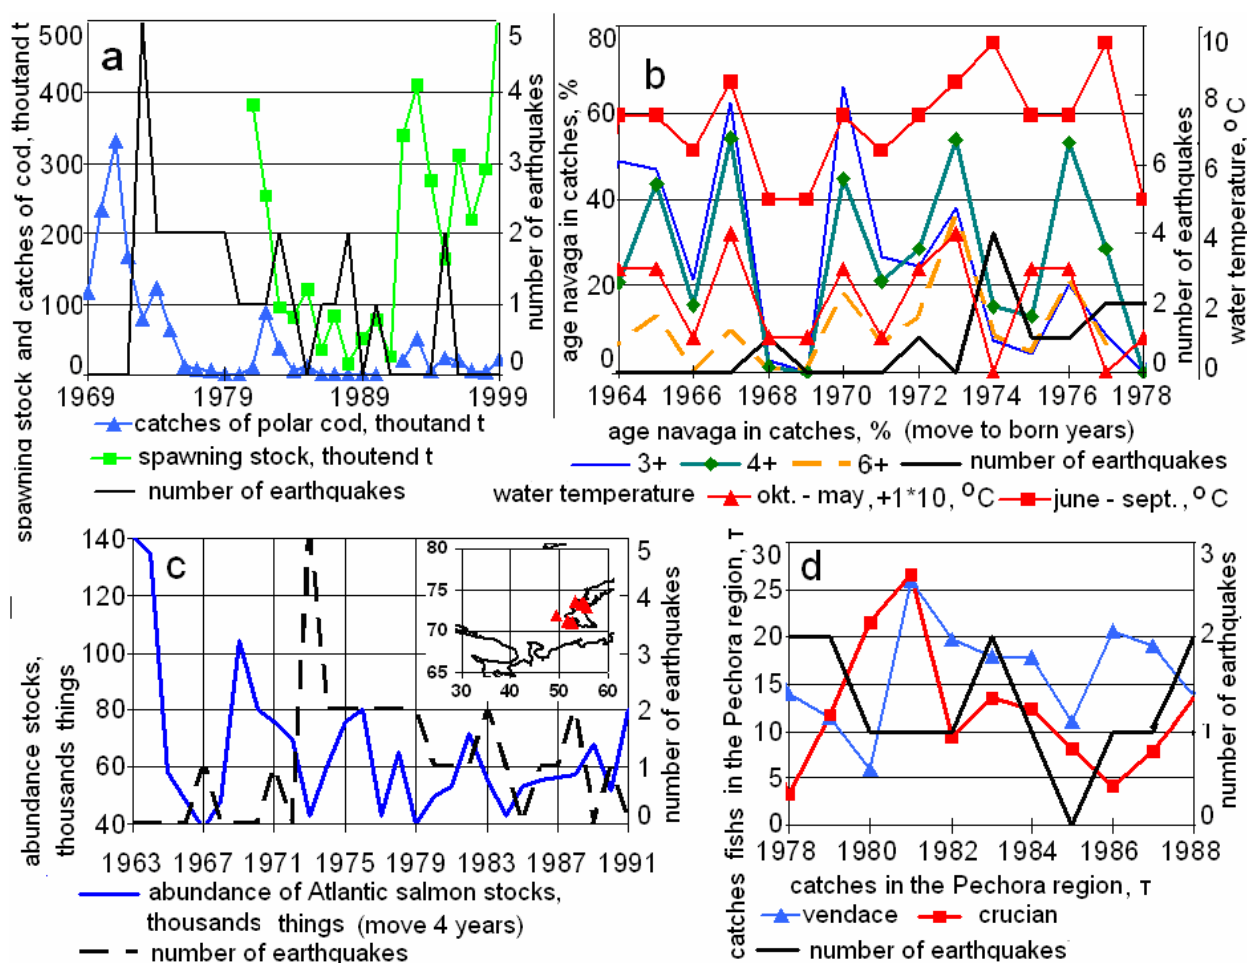 spawning stock and catches of cod, thoutand t
500
400
300
200
100
0
a
5
4
3
2
1
0
number of earthquakes
1969 1979 1989 1999
catches of polar cod, thoutand t
spawning stock, thoutend t
number of earthquakes
age navaga in catches, %
80
60
40
20
0
b
8
6
4
2
0
number of earthquakes
10
8
6
4
2
0
water temperature, °C
1964 1966 1968 1970 1972 1974 1976 1978
age navaga in catches, % (move to born years)
3+ 4+ 6+ number of earthquakes
water temperature okt. - may ,+1*10, °C june - sept., °C
abundance stocks,
thousands things
140
120
100
80
60
40
c
80
75
70
65
30 40 50 60
5
4
3
2
1
0
number of earthquakes
1963 1967 1971 1975 1979 1983 1987 1991
abundance of Atlantic salmon stocks,
thousands things (move 4 years)
number of earthquakes
catches fishs in the Pechora region, т
30
25
20
15
10
5
0
d
3
2
1
0
number of earthquakes
1978 1980 1982 1984 1986 1988
catches in the Pechora region, т
vendace crucian
number of earthquakes